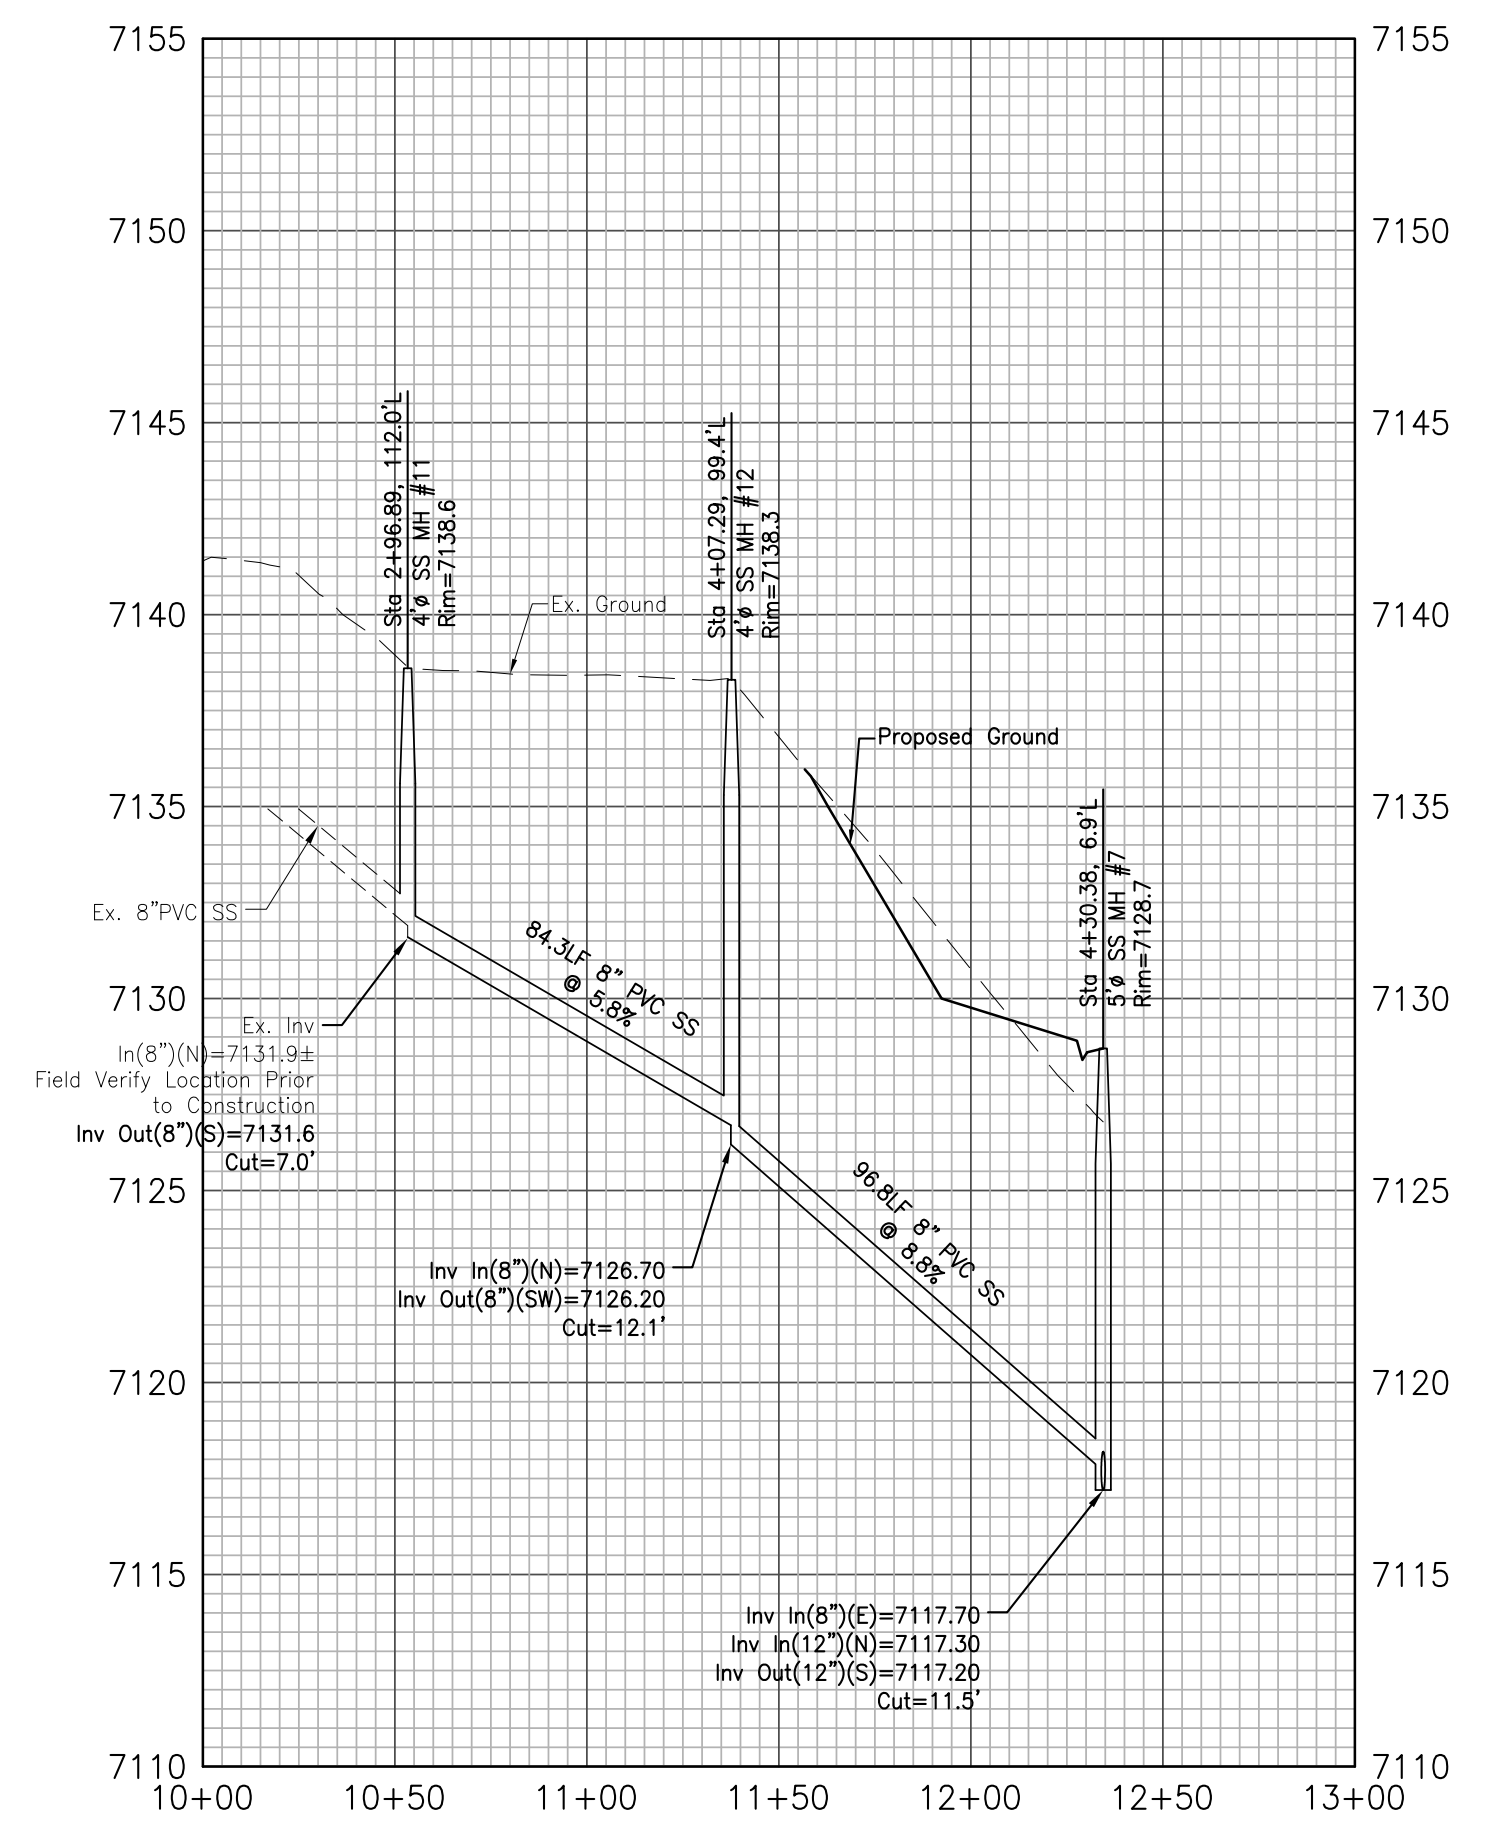 7155
7155
7150
7150
7145
7145
7140
7140
7135
7135
7130
7130
7125
7125
7120
7120
7115
7115
7110
7110
10+00
10+50
11+00
11+50
12+00
12+50
13+00
Sta 2+96.89, 112.0'L
4'ø SS MH #11
Rim=7138.6
Sta 4+07.29, 99.4'L
4'ø SS MH #12
Rim=7138.3
Ex. Ground
Proposed Ground
Sta 4+30.38, 6.9'L
5'ø SS MH #7
Rim=7128.7
Ex. 8"PVC SS
84.3LF 8" PVC SS
@ 5.8%
Ex. Inv
In(8")(N)=7131.9±
Field Verify Location Prior
to Construction
Inv Out(8")(S)=7131.6
Cut=7.0'
96.8LF 8" PVC SS
@ 8.8%
Inv In(8")(N)=7126.70
Inv Out(8")(SW)=7126.20
Cut=12.1'
Inv In(8")(E)=7117.70
Inv In(12")(N)=7117.30
Inv Out(12")(S)=7117.20
Cut=11.5'